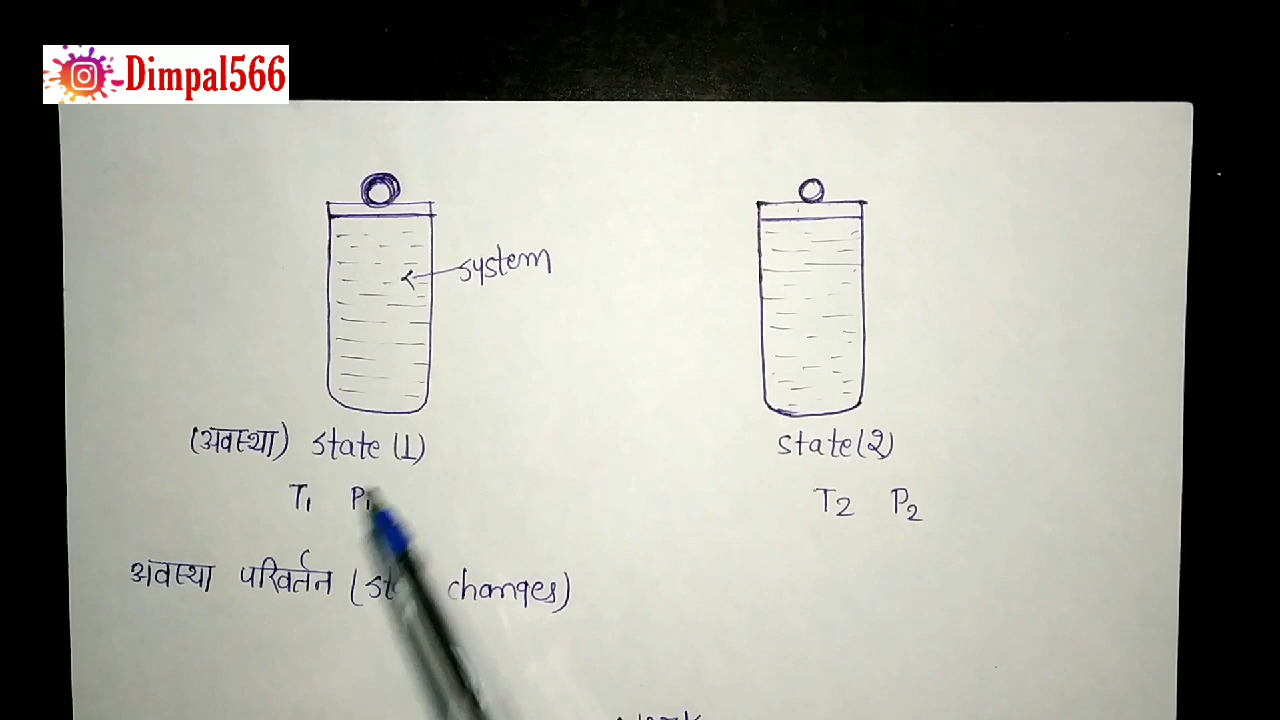 Dimpal566
system
(अवस्था) state (1)
state(2)
T1 P1
T2 P2
अवस्था परिवर्तन ( changes)